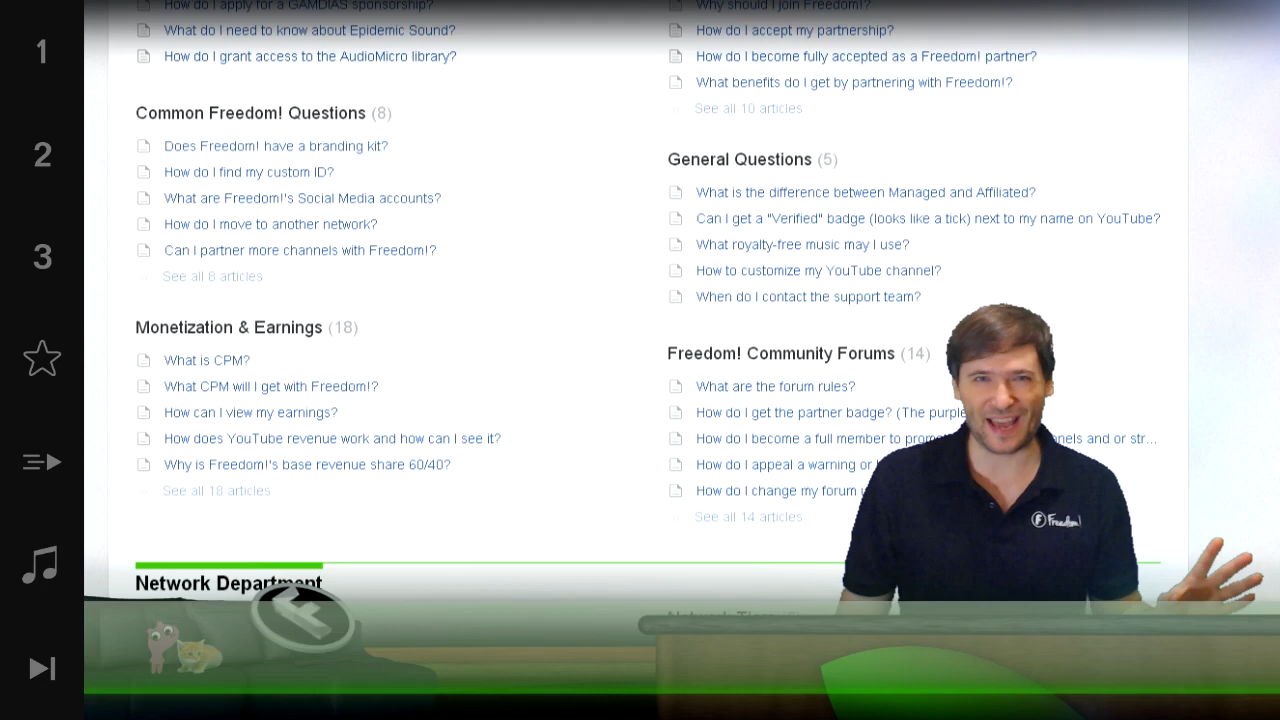 1
2
3
How do I apply for a GAMDIAS sponsorship?
What do I need to know about Epidemic Sound?
How do I grant access to the AudioMicro library?
Common Freedom! Questions (8)
Does Freedom! have a branding kit?
How do I find my custom ID?
What are Freedom!'s Social Media accounts?
How do I move to another network?
Can I partner more channels with Freedom!?
See all 8 articles
Monetization & Earnings (18)
What is CPM?
What CPM will I get with Freedom!?
How can I view my earnings?
How does YouTube revenue work and how can I see it?
Why is Freedom!'s base revenue share 60/40?
See all 18 articles
Network Department
Why should I join Freedom!?
How do I accept my partnership?
How do I become fully accepted as a Freedom! partner?
What benefits do I get by partnering with Freedom!?
See all 10 articles
General Questions (5)
What is the difference between Managed and Affiliated?
Can I get a "Verified" badge (looks like a tick) next to my name on YouTube?
What royalty-free music may I use?
How to customize my YouTube channel?
When do I contact the support team?
Freedom! Community Forums (14)
What are the forum rules?
How do I get the partner badge? (The purple
How do I become a full member to
How do I appeal a warning or
How do I change my forum
See all 14 articles
Freedom!